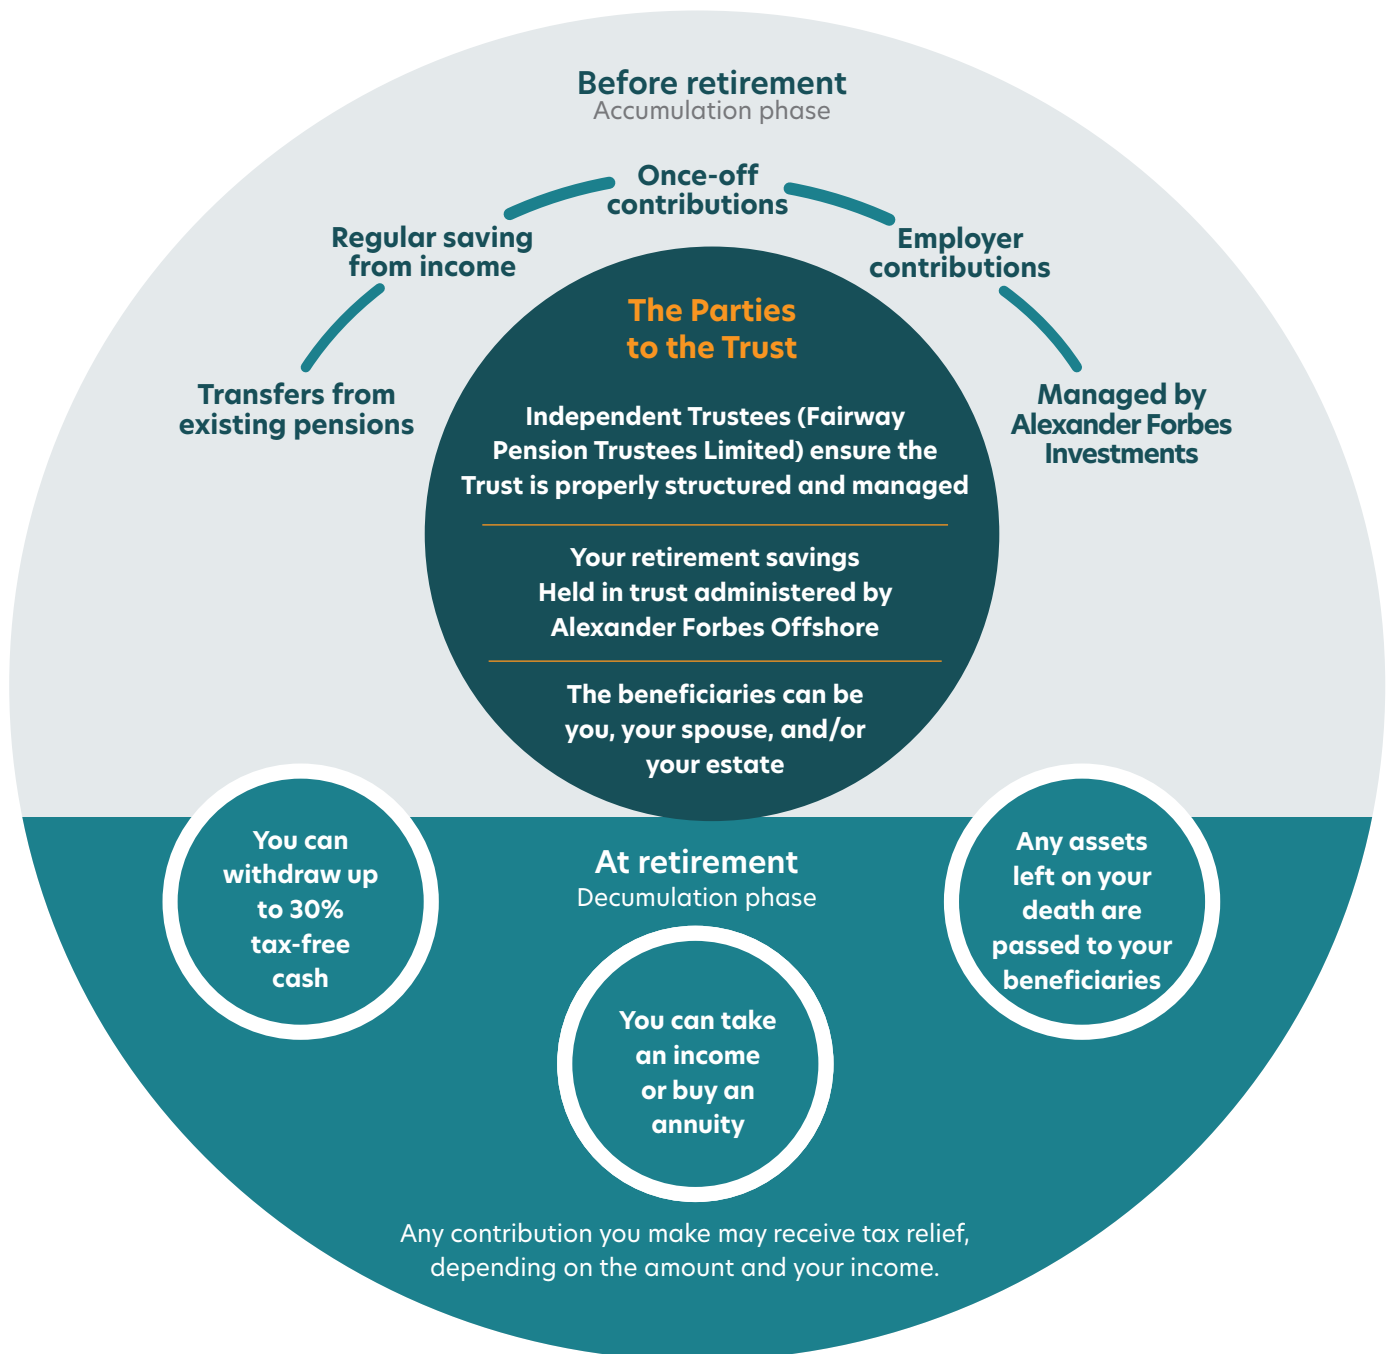 Before retirement
Accumulation phase
Once-off
contributions
Regular saving
from income
Employer
contributions
Transfers from
existing pensions
Managed by
Alexander Forbes
Investments
The Parties
to the Trust
Independent Trustees (Fairway
Pension Trustees Limited) ensure the
Trust is properly structured and managed
Your retirement savings
Held in trust administered by
Alexander Forbes Offshore
The beneficiaries can be
you, your spouse, and/or
your estate
At retirement
Decumulation phase
You can
withdraw up
to 30%
tax-free
cash
You can take
an income
or buy an
annuity
Any assets
left on your
death are
passed to your
beneficiaries
Any contribution you make may receive tax relief,
depending on the amount and your income.